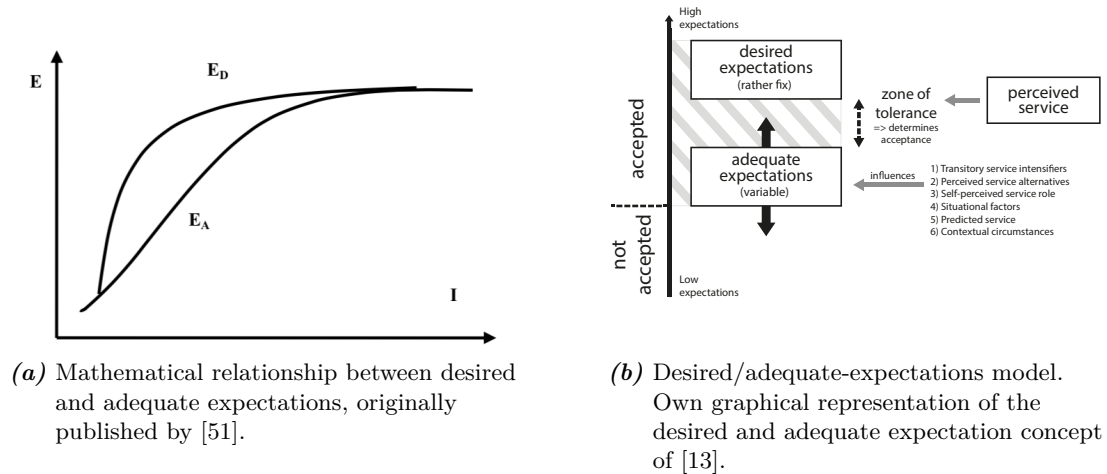 E
E_D
E_A
I
(a) Mathematical relationship between desired
and adequate expectations, originally
published by [51].
High
expectations
desired
expectations
(rather fix)
accepted
zone of
tolerance
=> determines
acceptance
perceived
service
adequate
expectations
(variable)
influences
1) Transitory service intensifiers
2) Perceived service alternatives
3) Self-perceived service role
4) Situational factors
5) Predicted service
6) Contextual circumstances
not
accepted
Low
expectations
(b) Desired/adequate-expectations model.
Own graphical representation of the
desired and adequate expectation concept
of [13].